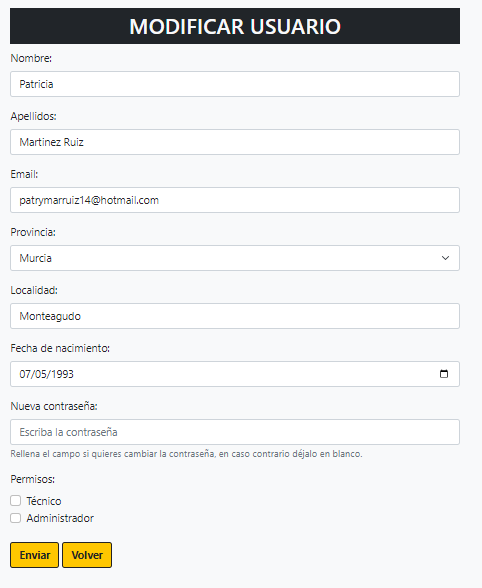 MODIFICAR USUARIO
Nombre:
Patricia
Apellidos:
Martinez Ruiz
Email:
patrymarruiz14@hotmail.com
Provincia:
Murcia
Localidad:
Monteagudo
Fecha de nacimiento:
07/05/1993
Nueva contraseña:
Escriba la contraseña
Rellena el campo si quieres cambiar la contraseña, en caso contrario déjalo en blanco.
Permisos:
Técnico
Administrador
Enviar Volver